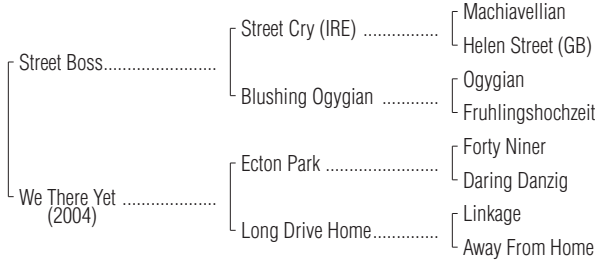 Machiavellian
Street Cry (IRE) ................
Helen Street (GB)
Street Boss........................
Ogygian
Blushing Ogygian ............
Fruhlingshochzeit
Forty Niner
Ecton Park ........................
Daring Danzig
We There Yet ....................
(2004)
Linkage
Long Drive Home..............
Away From Home